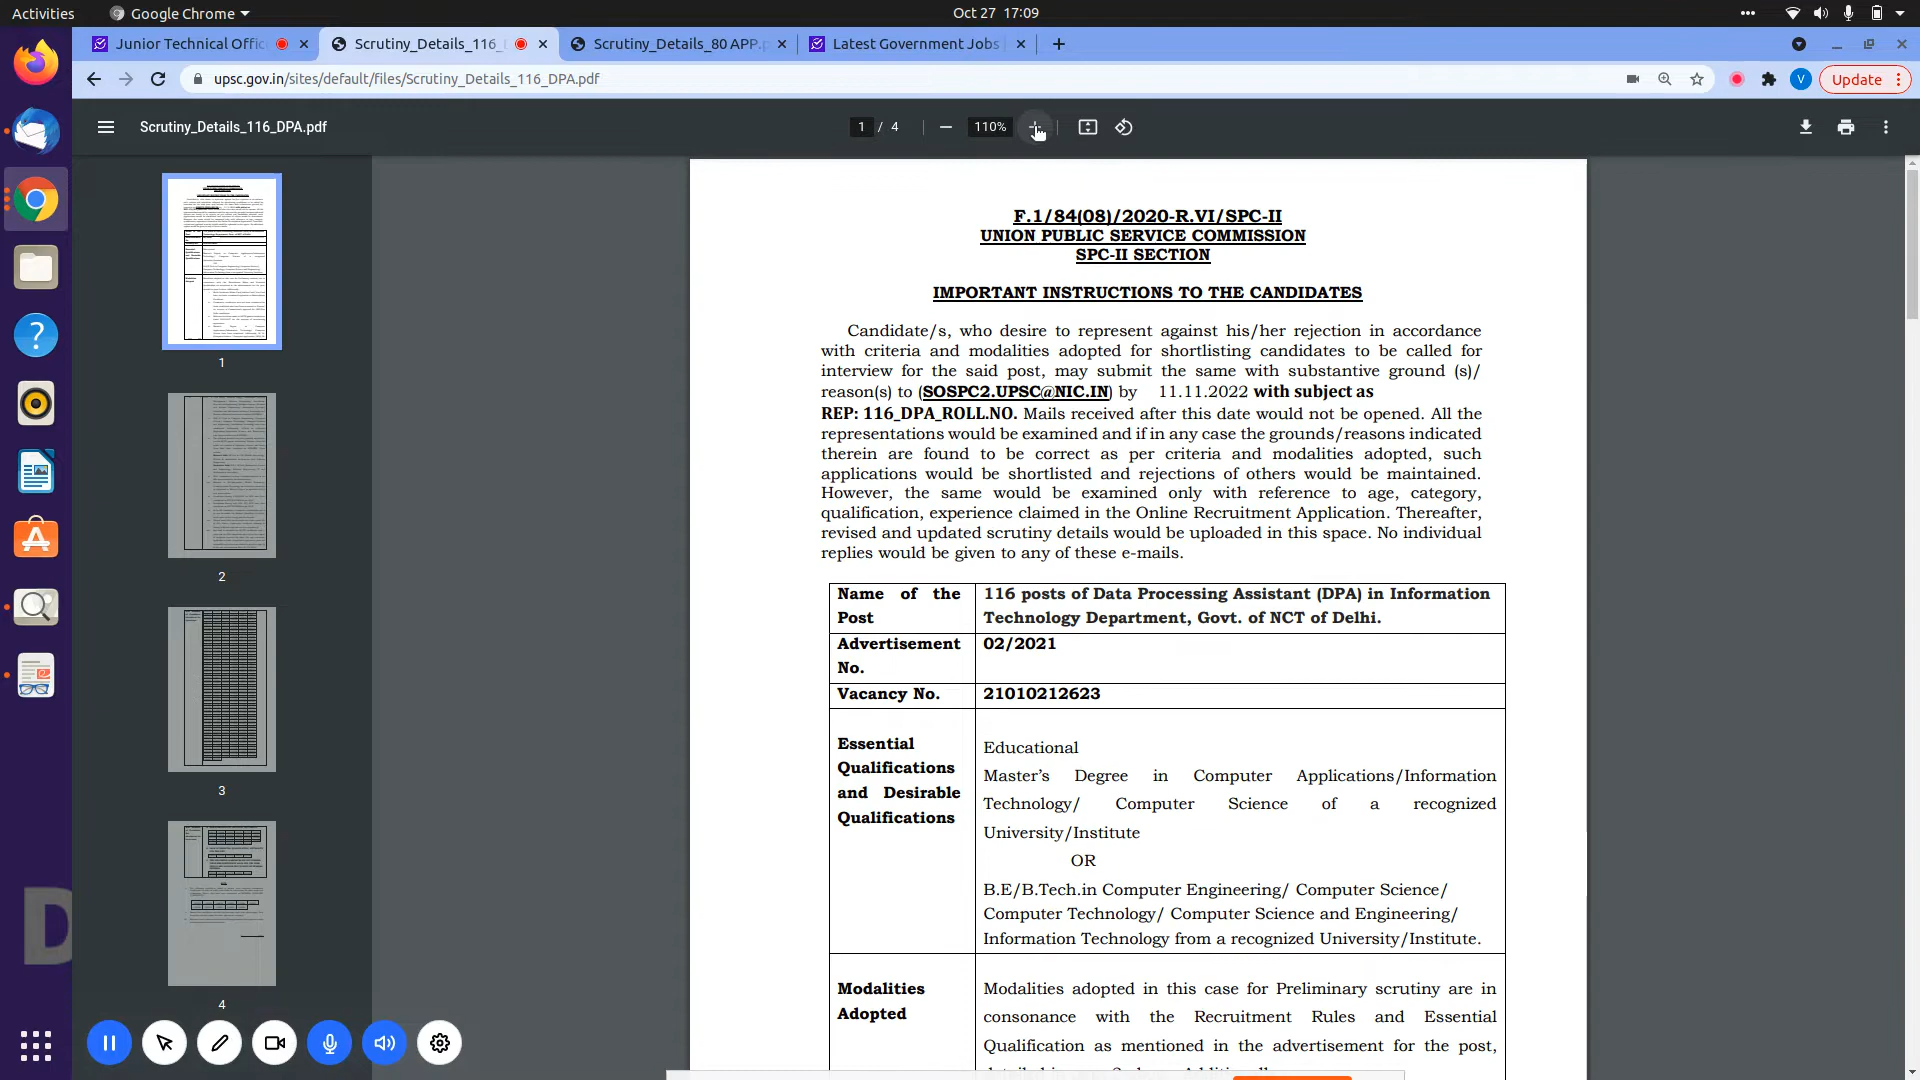 Activities
Google Chrome
Oct 27 17:09
Junior Technical Offic
Scrutiny_Details_116_
Scrutiny_Details_80 APP.p
Latest Government Jobs
upsc.gov.in/sites/default/files/Scrutiny_Details_116_DPA.pdf
V
Update
Scrutiny_Details_116_DPA.pdf
1 / 4
110%
1
2
3
4
F.1/84(08)/2020-R.VI/SPC-II
UNION PUBLIC SERVICE COMMISSION
SPC-II SECTION
IMPORTANT INSTRUCTIONS TO THE CANDIDATES
Candidate/s, who desire to represent against his/her rejection in accordance
with criteria and modalities adopted for shortlisting candidates to be called for
interview for the said post, may submit the same with substantive ground (s)/
reason(s) to (SOSPC2.UPSC@NIC.IN) by 11.11.2022 with subject as
REP: 116_DPA_ROLL.NO. Mails received after this date would not be opened. All the
representations would be examined and if in any case the grounds/reasons indicated
therein are found to be correct as per criteria and modalities adopted, such
applications would be shortlisted and rejections of others would be maintained.
However, the same would be examined only with reference to age, category,
qualification, experience claimed in the Online Recruitment Application. Thereafter,
revised and updated scrutiny details would be uploaded in this space. No individual
replies would be given to any of these e-mails.
Name of the
Post
116 posts of Data Processing Assistant (DPA) in Information
Technology Department, Govt. of NCT of Delhi.
Advertisement
No.
02/2021
Vacancy No.
21010212623
Essential
Qualifications
and Desirable
Qualifications
Educational
Master's Degree in Computer Applications/Information
Technology/ Computer Science of a recognized
University/Institute
OR
B.E/B.Tech.in Computer Engineering/ Computer Science/
Computer Technology/ Computer Science and Engineering/
Information Technology from a recognized University/Institute.
Modalities
Adopted
Modalities adopted in this case for Preliminary scrutiny are in
consonance with the Recruitment Rules and Essential
Qualification as mentioned in the advertisement for the post,